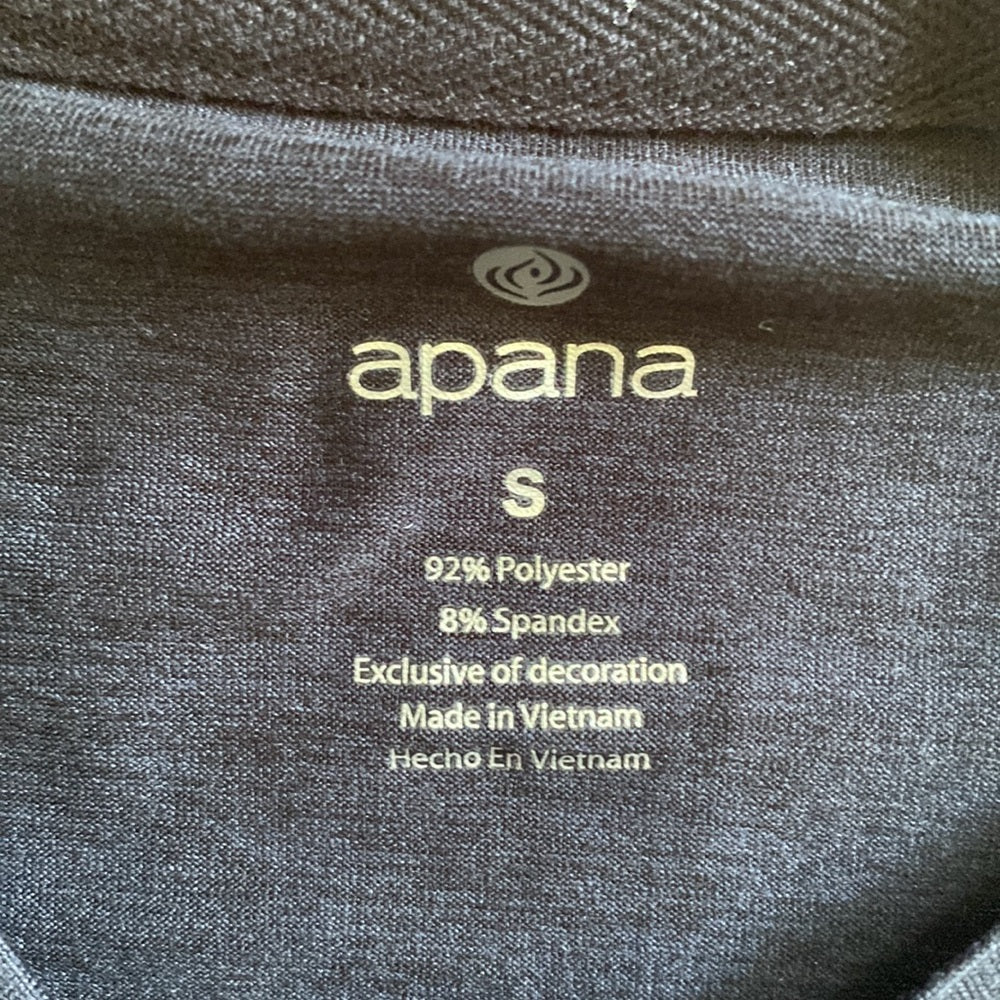 apana
S
92% Polyester
8% Spandex
Exclusive of decoration
Made in Vietnam
Hecho En Vietnam